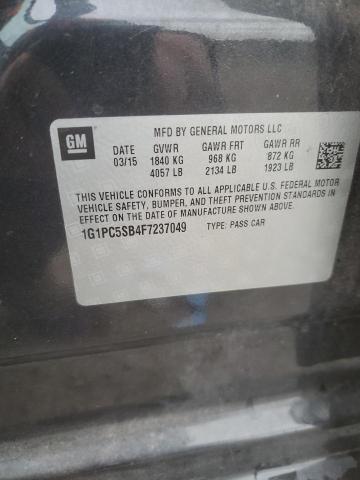 MFD BY GENERAL MOTORS LLC
GM DATE GVWR GAWR FRT GAWR RR
03/15 1840 KG 968 KG 872 KG
4057 LB 2134 LB 1923 LB
THIS VEHICLE CONFORMS TO ALL APPLICABLE U.S. FEDERAL MOTOR
VEHICLE SAFETY, BUMPER, AND THEFT PREVENTION STANDARDS
IN EFFECT ON THE DATE OF MANUFACTURE SHOWN ABOVE.
1G1PC5SB4F7237049 TYPE: PASS CAR